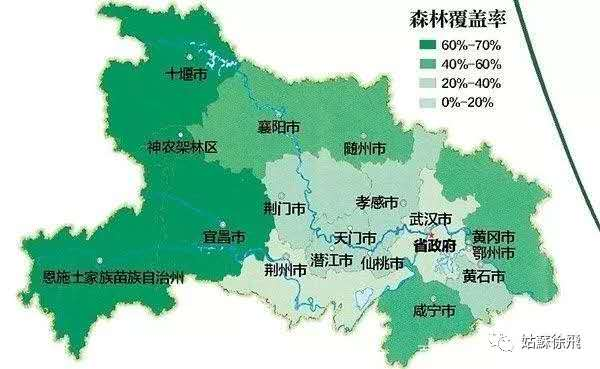 森林覆盖率
60%-70%
40%-60%
20%-40%
0%-20%
十堰市
襄阳市
神农架林区
随州市
荆门市
孝感市
武汉市
宜昌市
天门市
省政府
黄冈市
鄂州市
恩施土家族苗族自治州
荆州市
潜江市
仙桃市
黄石市
咸宁市
姑蘇徐飛